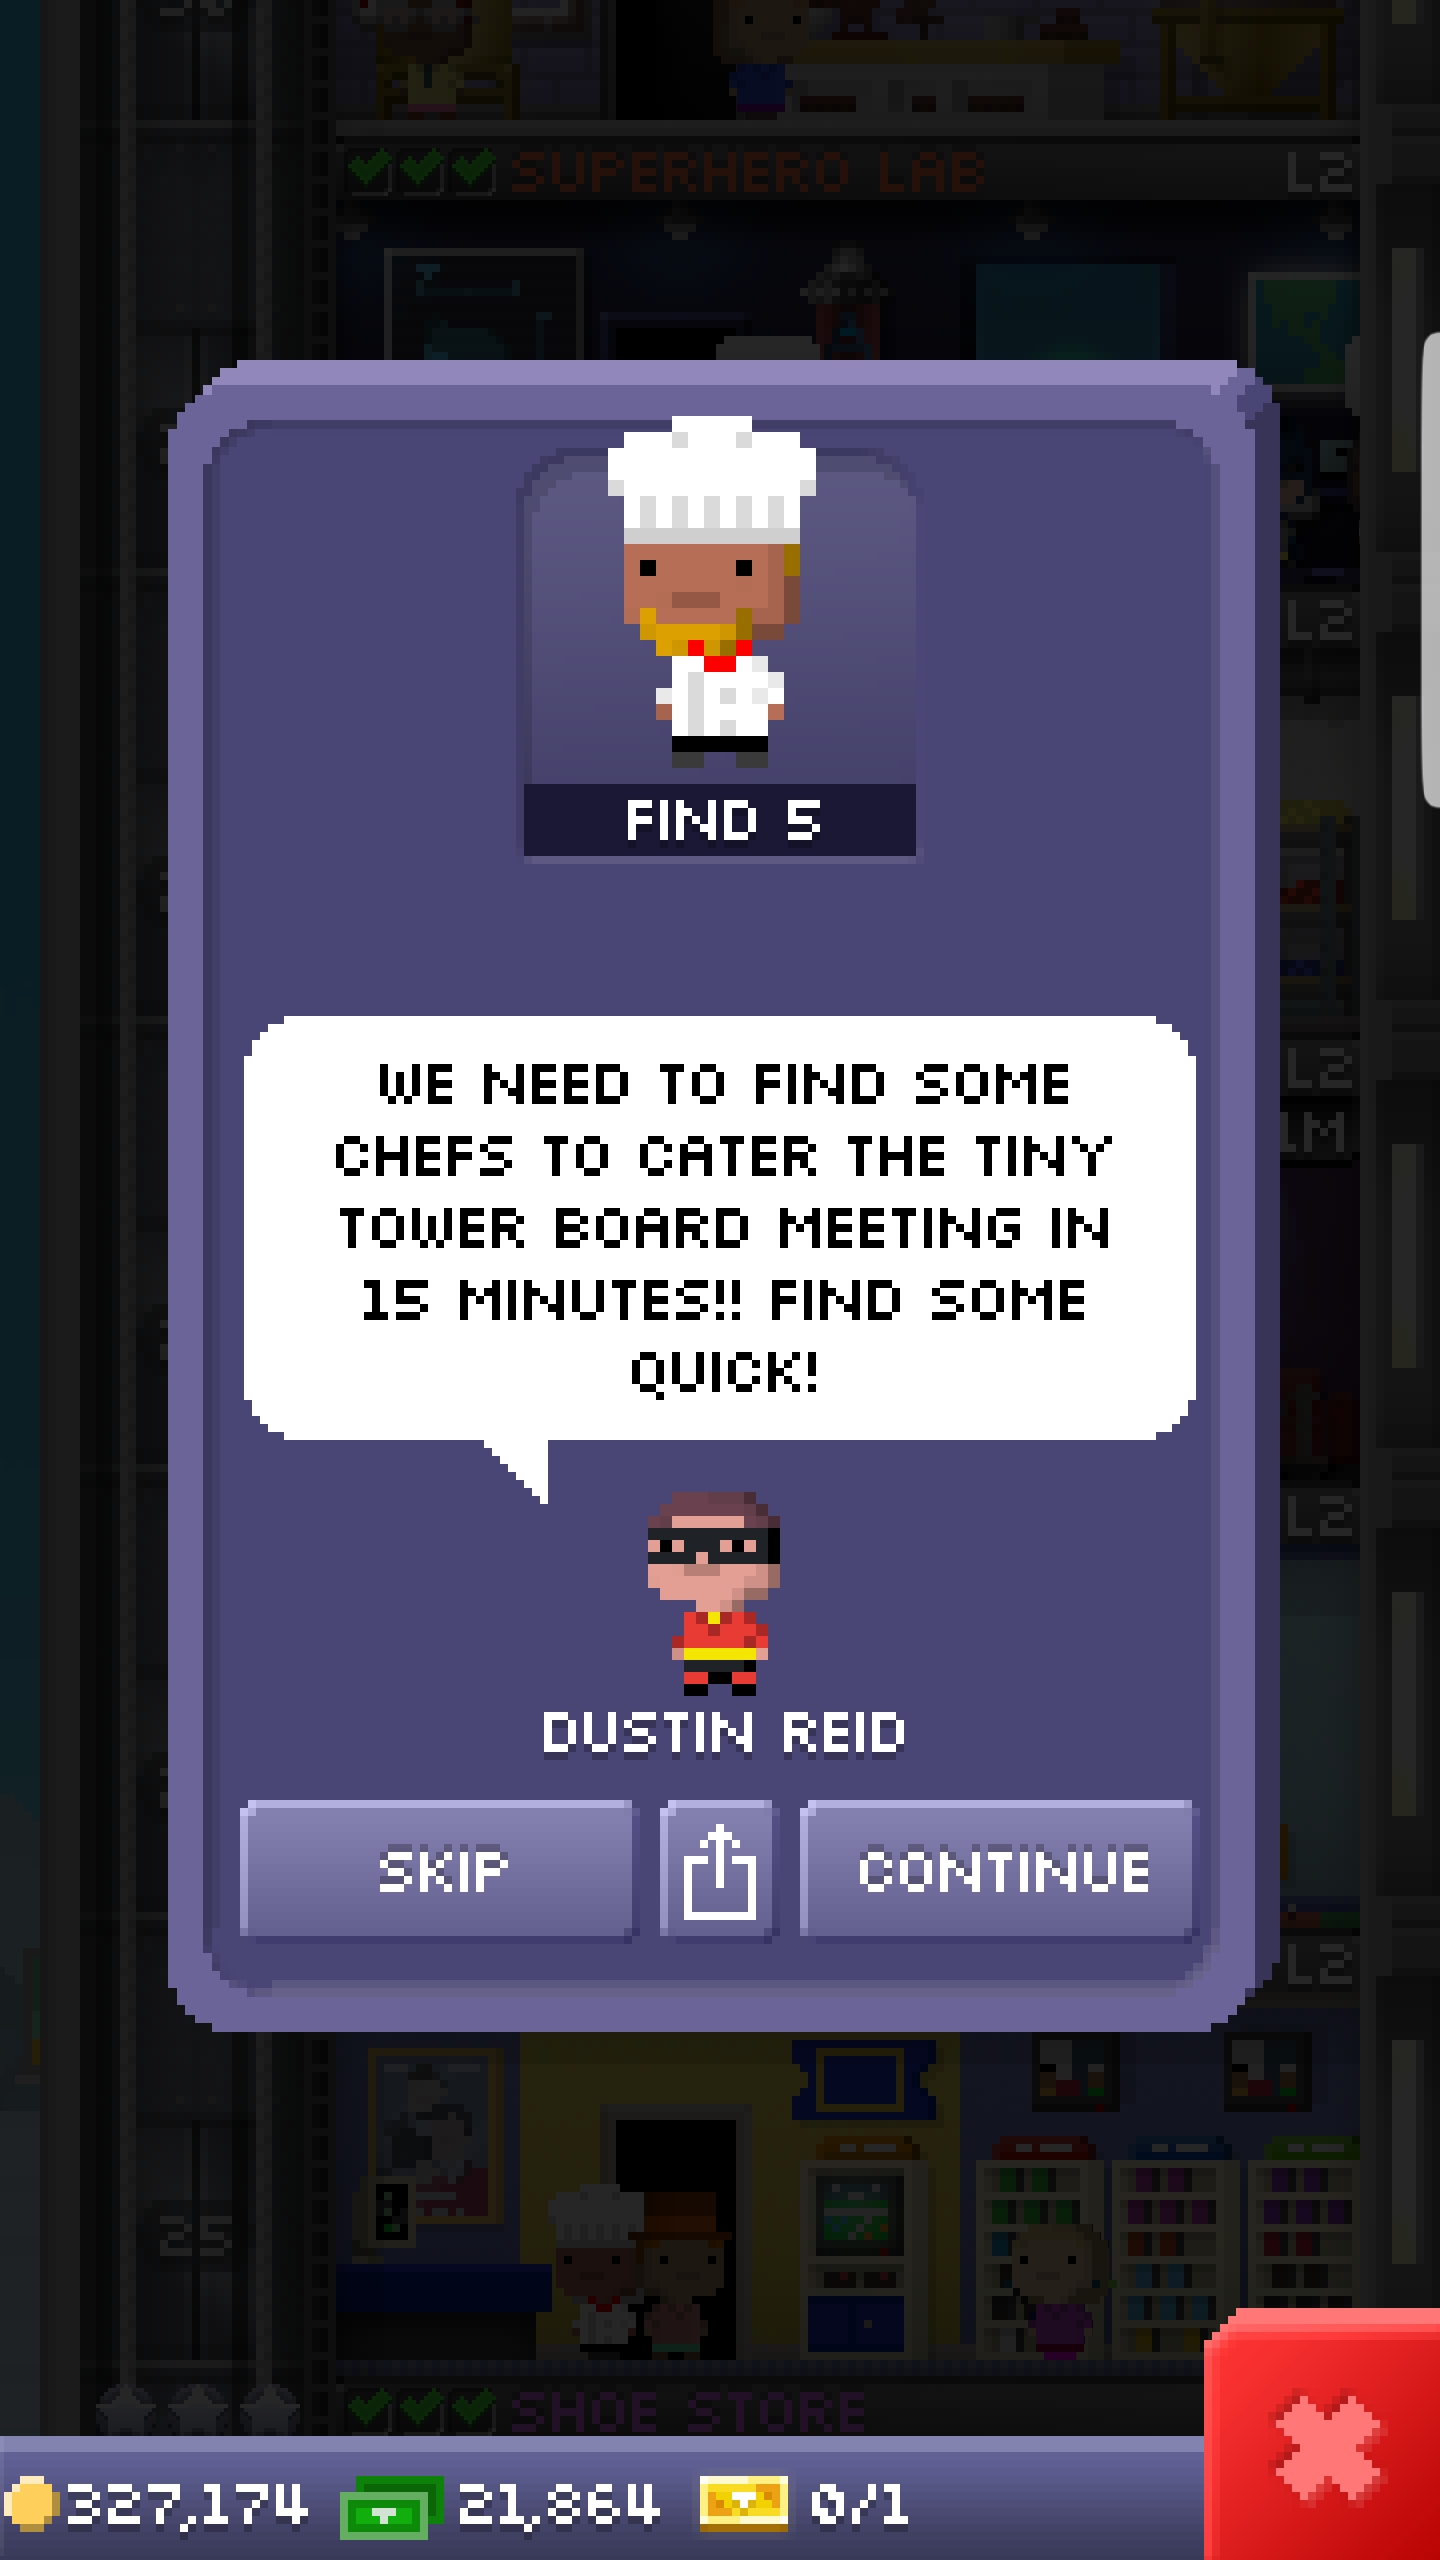 SUPERHERO LAB L2
FIND 5
L2
WE NEED TO FIND SOME
CHEFS TO CATER THE TINY
TOWER BOARD MEETING IN
15 MINUTES!! FIND SOME
QUICK!
L2
1M
L2
DUSTIN REID
SKIP
CONTINUE
L2
25
SHOE STORE
327,174 21,864 0/1